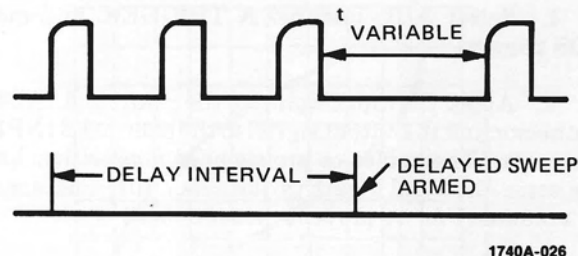 t
VARIABLE
DELAY INTERVAL
DELAYED SWEEP
ARMED
1740A-026